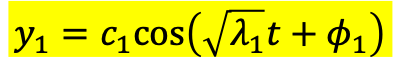 y₁ = c₁cos(√λ₁t + ϕ₁)